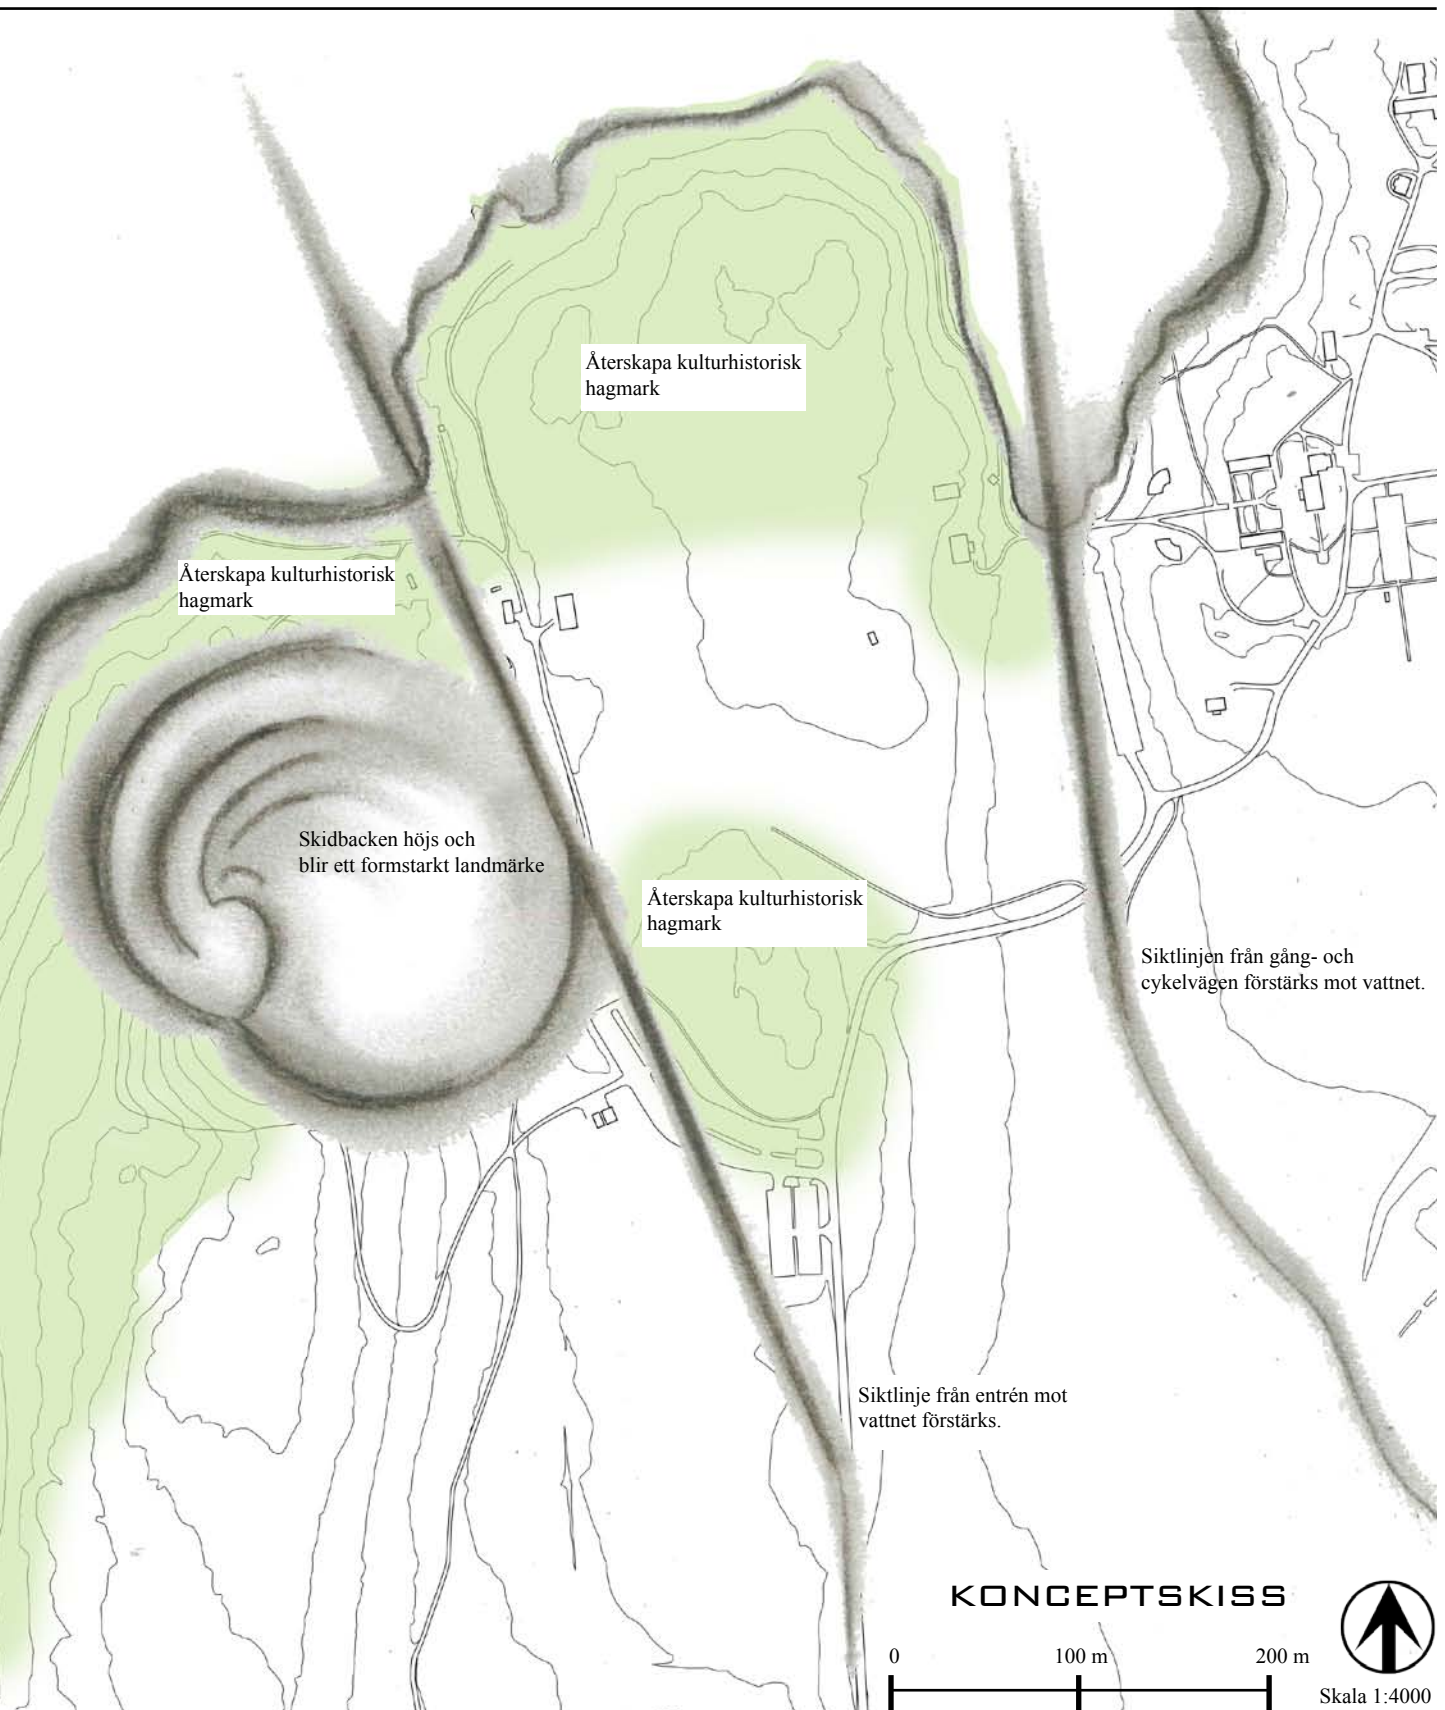 Återskapa kulturhistorisk
hagmark
Återskapa kulturhistorisk
hagmark
Skidbacken höjs och
blir ett formstarkt landmärke
Återskapa kulturhistorisk
hagmark
Siktlinjen från gång- och
cykelvägen förstärks mot vattnet.
Siktlinje från entrén mot
vattnet förstärks.
KONCEPTSKISS
0 100 m 200 m
Skala 1:4000